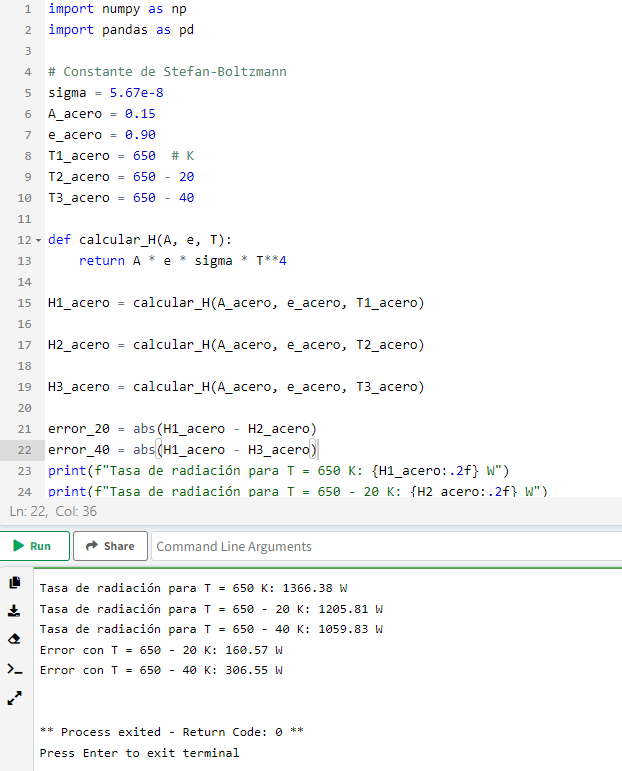 1 import numpy as np
2 import pandas as pd
3
4 # Constante de Stefan-Boltzmann
5 sigma = 5.67e-8
6 A_acero = 0.15
7 e_acero = 0.90
8 T1_acero = 650  # K
9 T2_acero = 650 - 20
10 T3_acero = 650 - 40
11
12 def calcular_H(A, e, T):
13     return A * e * sigma * T**4
14
15 H1_acero = calcular_H(A_acero, e_acero, T1_acero)
16
17 H2_acero = calcular_H(A_acero, e_acero, T2_acero)
18
19 H3_acero = calcular_H(A_acero, e_acero, T3_acero)
20
21 error_20 = abs(H1_acero - H2_acero)
22 error_40 = abs(H1_acero - H3_acero)
23 print(f"Tasa de radiación para T = 650 K: {H1_acero:.2f} W")
24 print(f"Tasa de radiación para T = 650 - 20 K: {H2_acero:.2f} W")
Ln: 22, Col: 36
Run Share Command Line Arguments
Tasa de radiación para T = 650 K: 1366.38 W
Tasa de radiación para T = 650 - 20 K: 1205.81 W
Tasa de radiación para T = 650 - 40 K: 1059.83 W
Error con T = 650 - 20 K: 160.57 W
Error con T = 650 - 40 K: 306.55 W
** Process exited - Return Code: 0 **
Press Enter to exit terminal